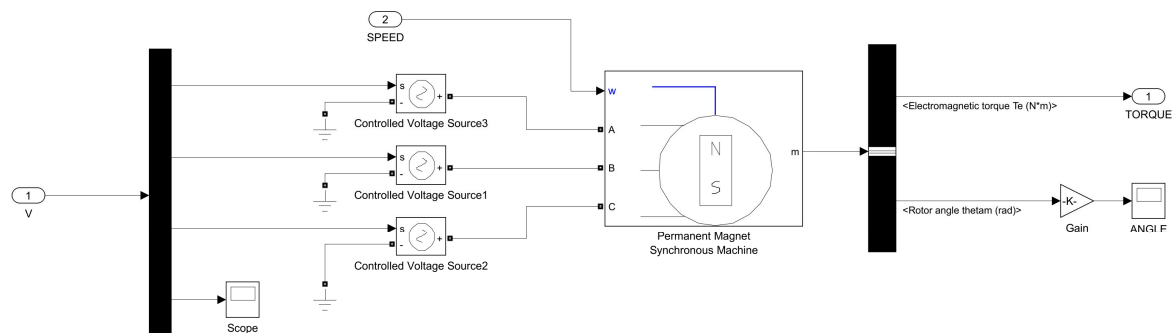 2
SPEED
s
-
+
Controlled Voltage Source3
w
A
B
C
N
S
m
Permanent Magnet
Synchronous Machine
<Electromagnetic torque Te (N*m)>
1
TORQUE
s
-
+
Controlled Voltage Source1
1
V
s
-
+
Controlled Voltage Source2
<Rotor angle thetam (rad)>
-K-
Gain
ANGLE
Scope